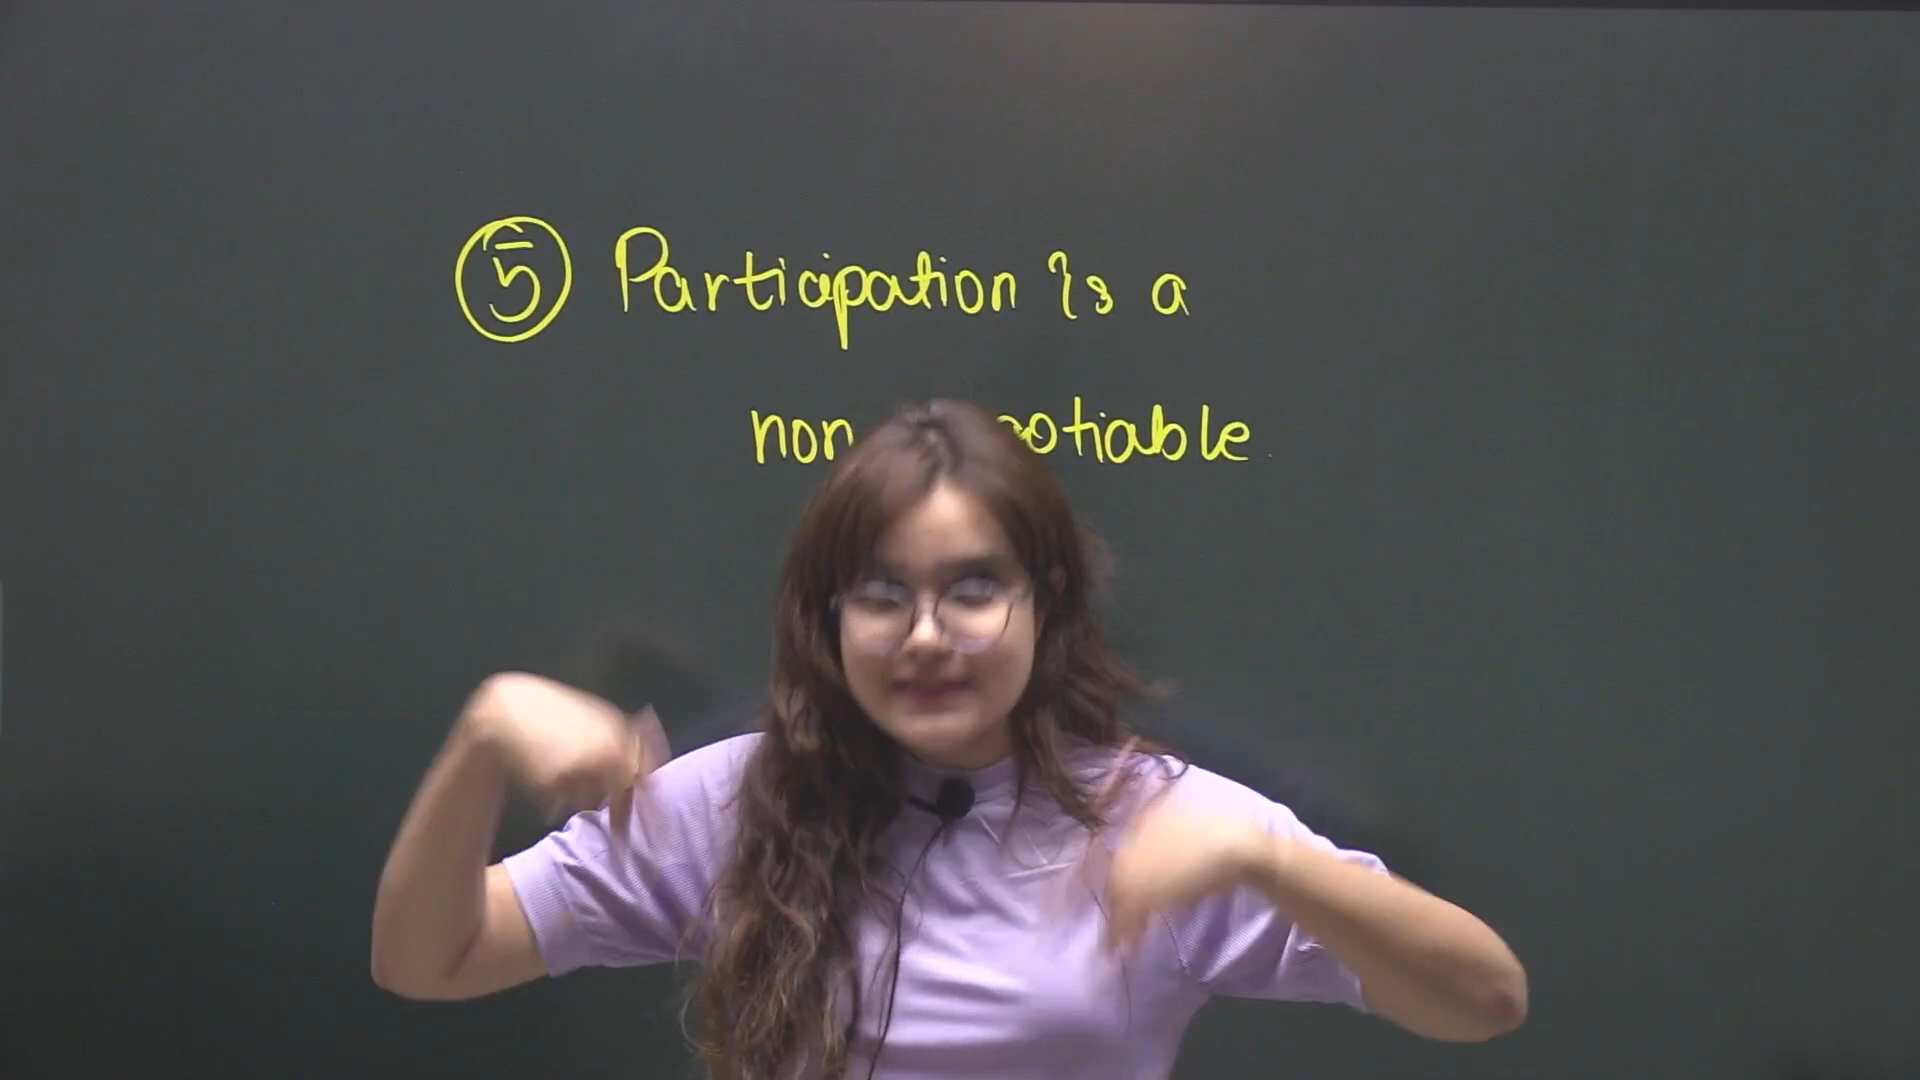 ⑤ Participation is a
non otiable